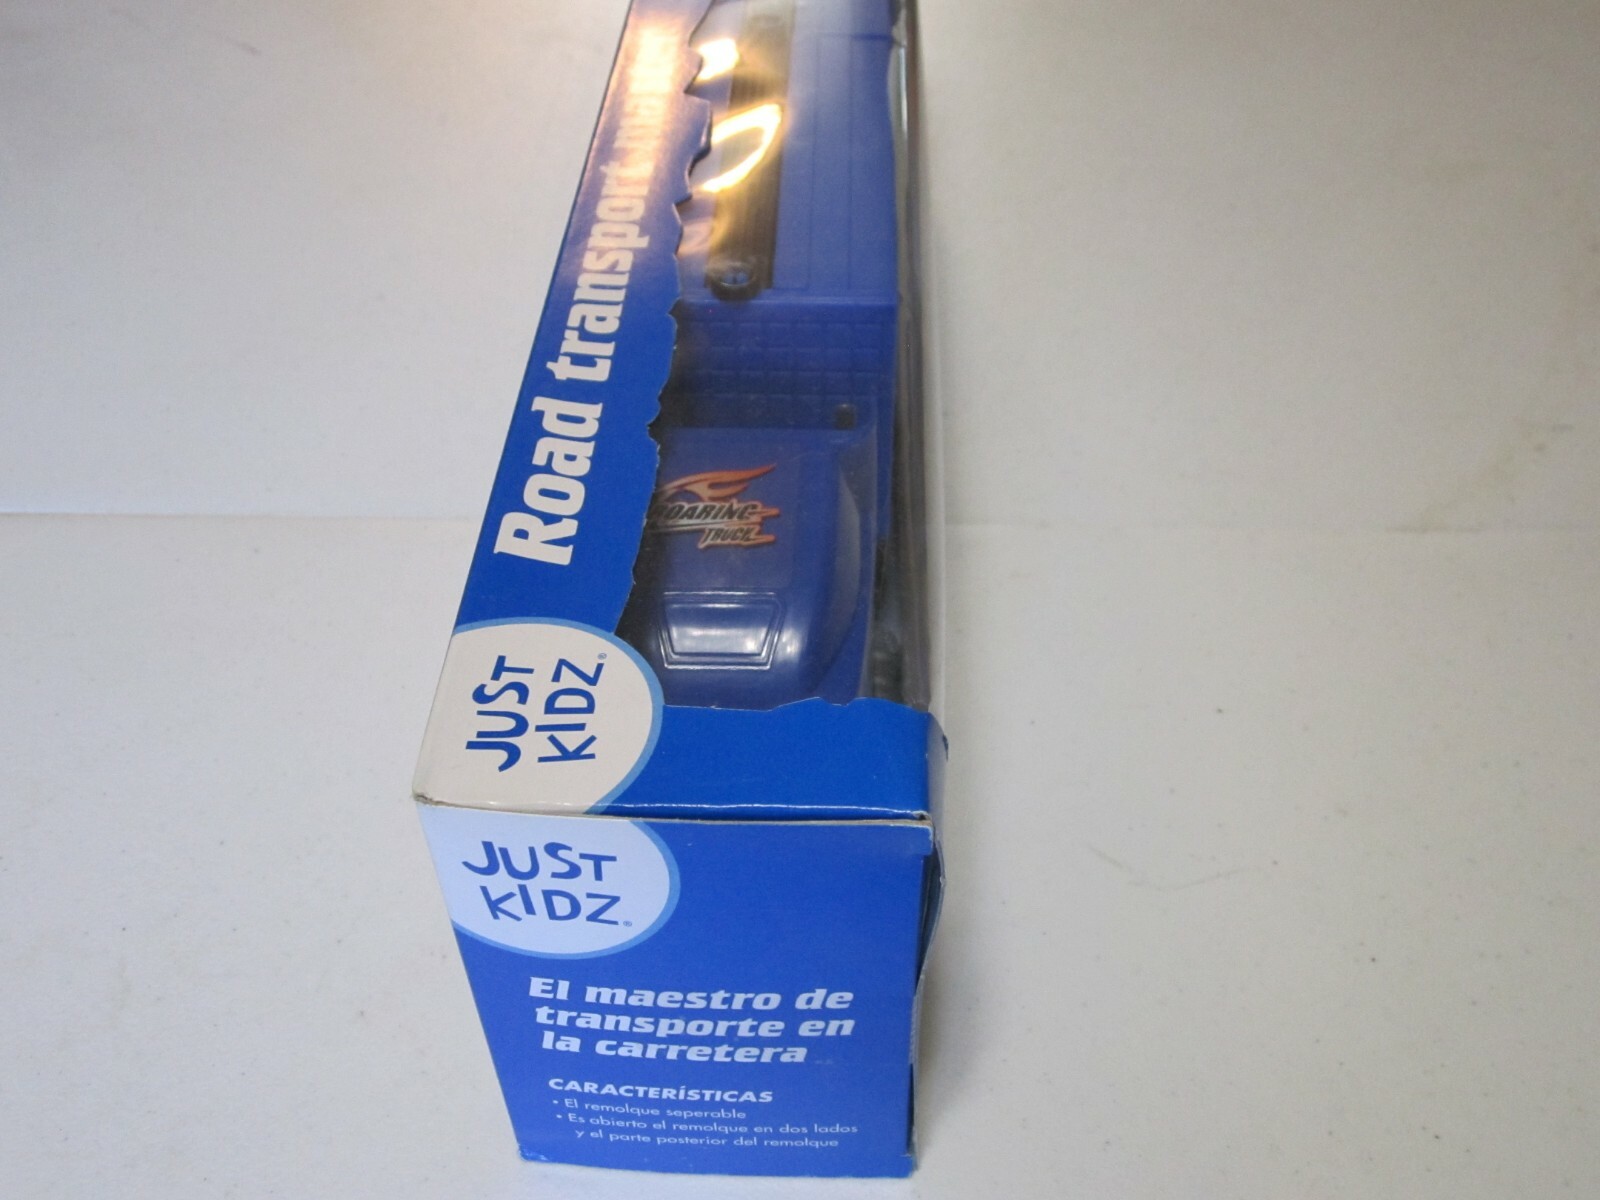 Road transport
ROARING
TRUCK
JUST
KIDZ®
JUST
KIDZ®
El maestro de
transporte en
la carretera
CARACTERÍSTICAS
• El remolque seperable
• Es abierto el remolque en dos lados
y el parte posterior del remolque